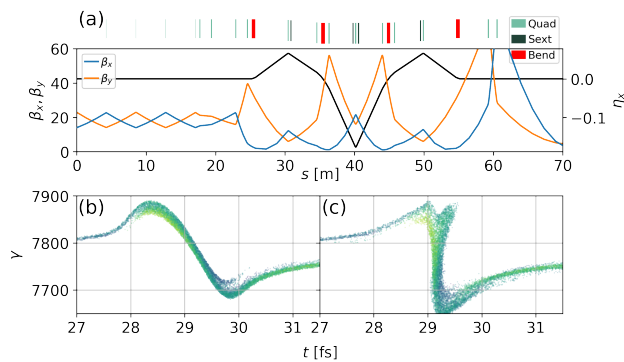 (a)
Quad
Sext
Bend
60
40
20
0
βx, βy
βx
βy
0.0
−0.1
ηx
0 10 20 30 40 50 60 70
s [m]
(b)
(c)
7900
7800
7700
γ
27 28 29 30 31
27 28 29 30 31
t [fs]